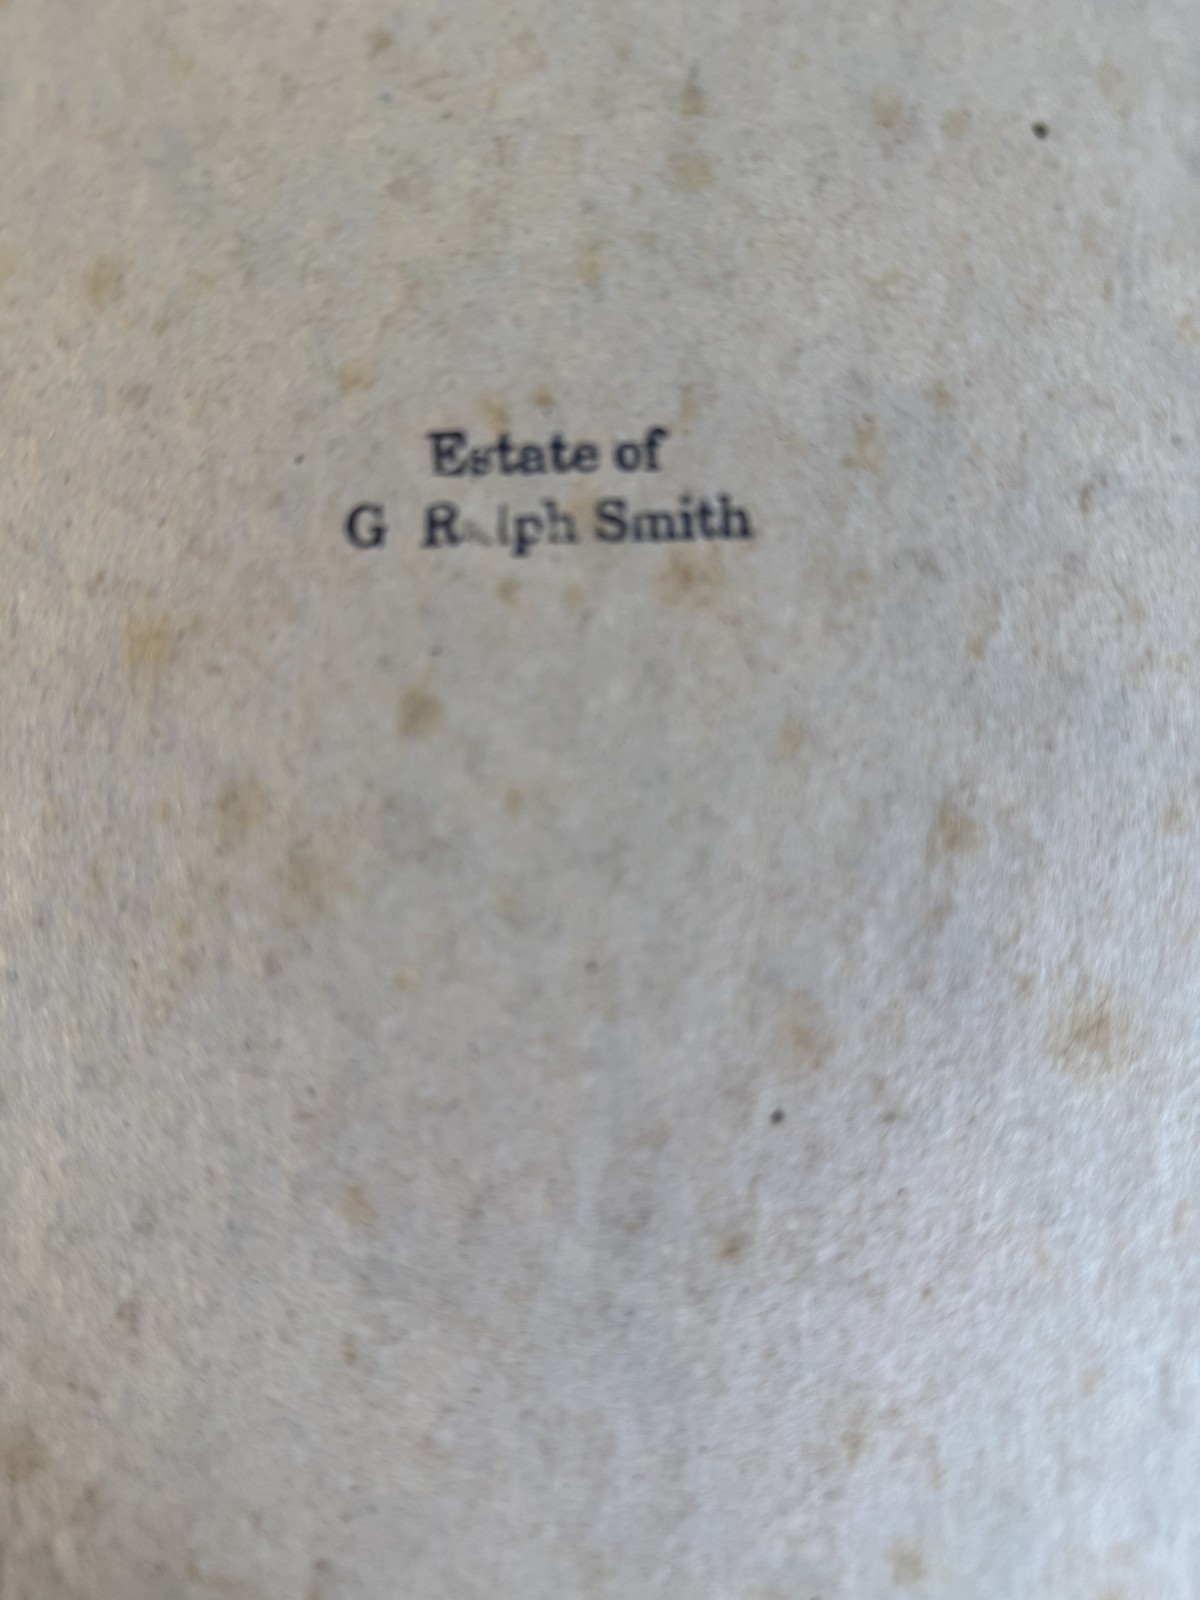 Estate of
G Ralph Smith